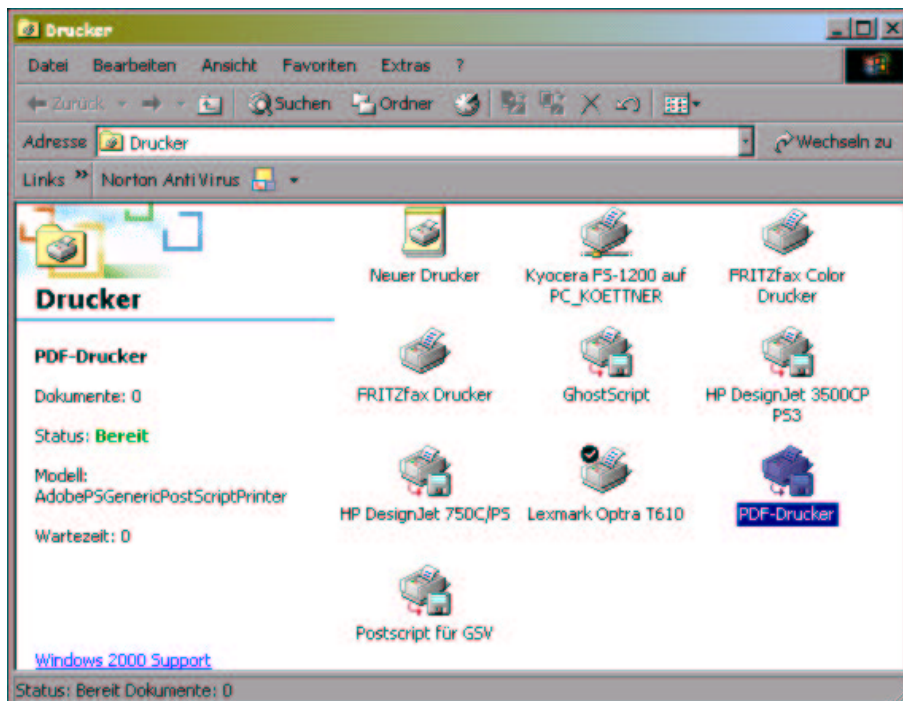 Drucker
Datei Bearbeiten Ansicht Favoriten Extras ?
Zurück Suchen Ordner
Adresse Drucker Wechseln zu
Links » Norton AntiVirus
Drucker
PDF-Drucker
Dokumente: 0
Status: Bereit
Modell:
AdobePSGenericPostScriptPrinter
Wartezeit: 0
Windows 2000 Support
Neuer Drucker
Kyocera FS-1200 auf
PC_KOETTNER
FRITZfax Color
Drucker
FRITZfax Drucker
GhostScript
HP DesignJet 3500CP
PS3
HP DesignJet 750C/PS
Lexmark Optra T610
PDF-Drucker
Postscript für GSV
Status: Bereit Dokumente: 0